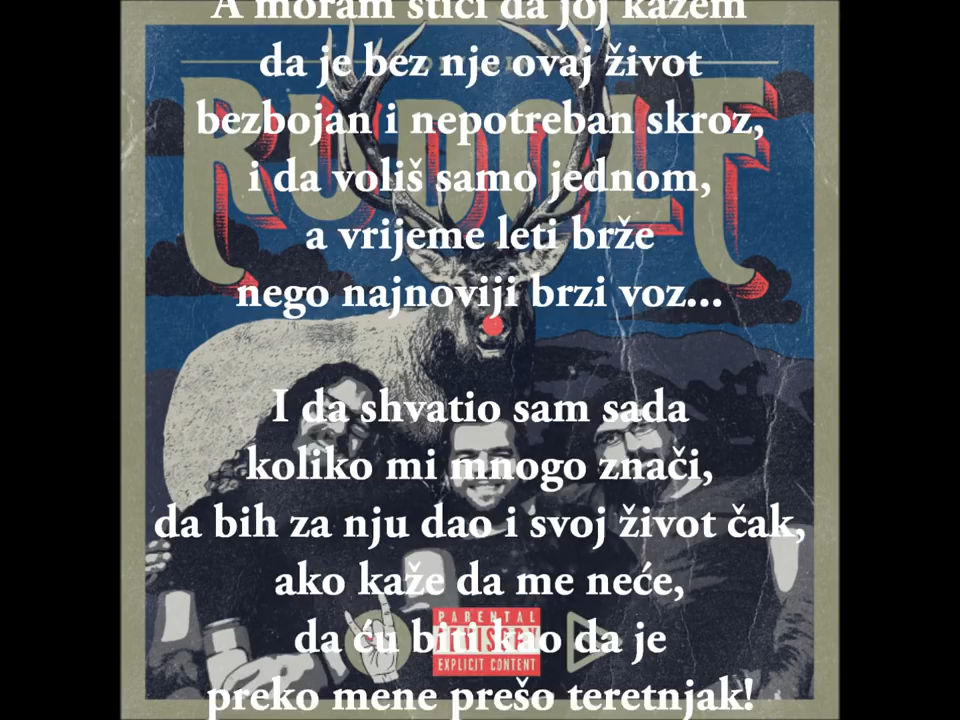 A moram stići da joj kažem
da je bez nje ovaj život
bezbojan i nepotreban skroz,
i da voliš samo jednom,
a vrijeme leti brže
nego najnoviji brzi voz...
I da shvatio sam sada
koliko mi mnogo znači,
da bih za nju dao i svoj život čak,
ako kaže da me neće,
da ću biti kao da je
preko mene prešo teretnjak!
RUDOLF
PARENTAL
EXPLICIT CONTENT